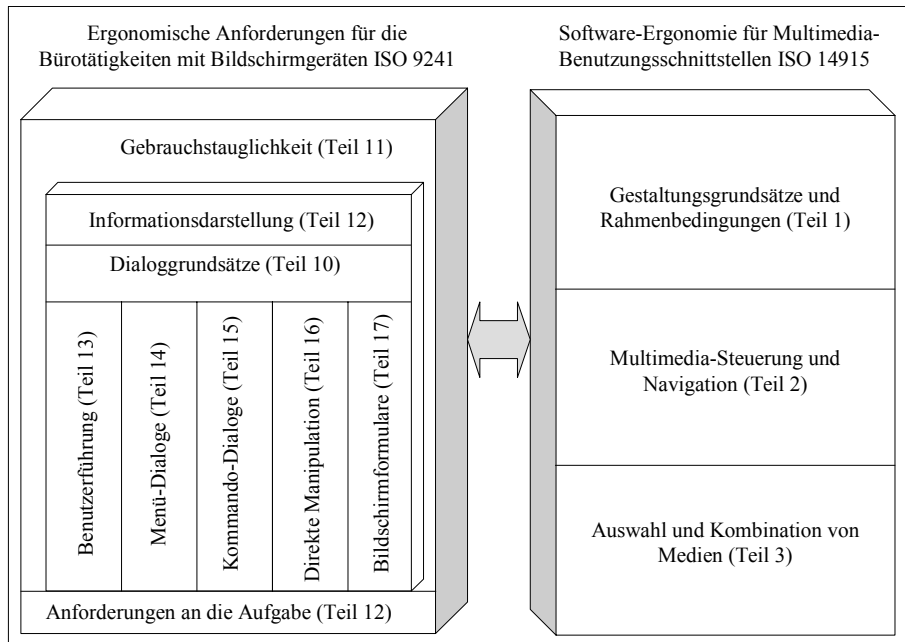 Ergonomische Anforderungen für die
Bürotätigkeiten mit Bildschirmgeräten ISO 9241
Gebrauchstauglichkeit (Teil 11)
Informationsdarstellung (Teil 12)
Dialoggrundsätze (Teil 10)
Benutzerführung (Teil 13)
Menü-Dialoge (Teil 14)
Kommando-Dialoge (Teil 15)
Direkte Manipulation (Teil 16)
Bildschirmformulare (Teil 17)
Anforderungen an die Aufgabe (Teil 12)
Software-Ergonomie für Multimedia-
Benutzungsschnittstellen ISO 14915
Gestaltungsgrundsätze und
Rahmenbedingungen (Teil 1)
Multimedia-Steuerung und
Navigation (Teil 2)
Auswahl und Kombination von
Medien (Teil 3)